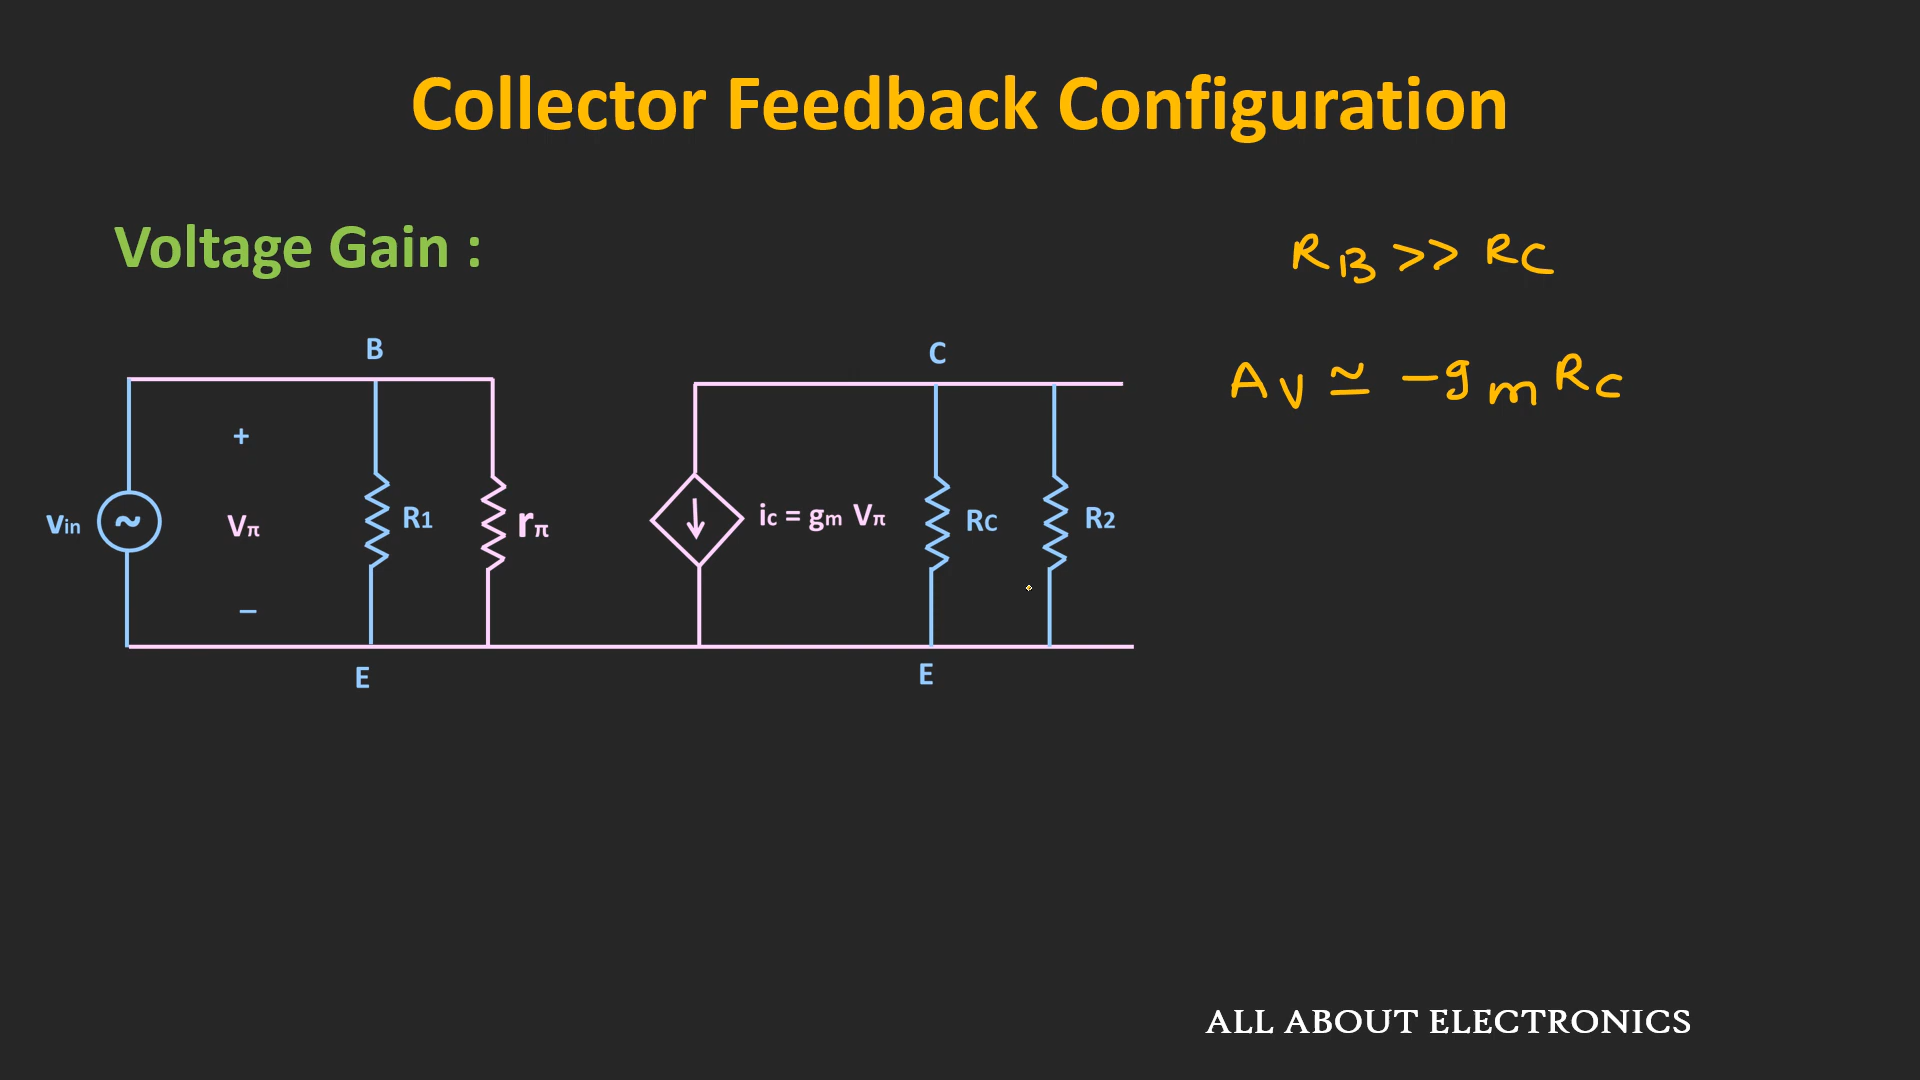 Collector Feedback Configuration
Voltage Gain :
RB >> RC
AV ≃ -gm RC
B
C
+
vin
~
Vπ
R1
rπ
ic = gm Vπ
RC
R2
–
E
E
ALL ABOUT ELECTRONICS